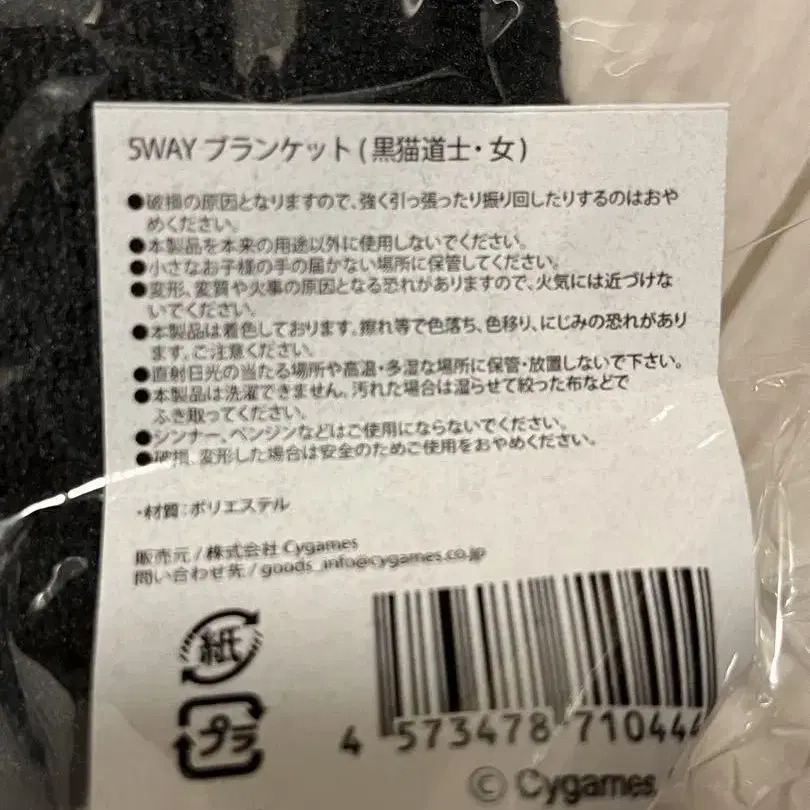 5WAY ブランケット(黒猫道士・女)
●破損の原因となりますので、強く引っ張ったり振り回したりするのはおや
めください。
●本製品を本来の用途以外に使用しないでください。
●小さなお子様の手の届かない場所に保管してください。
●変形、変質や火事の原因となる恐れがありますので、火気には近づけな
いでください。
●本製品は着色しております。擦れ等で色落ち、色移り、にじみの恐れがあり
ます。ご注意ください。
●直射日光の当たる場所や高温・多湿な場所に保管・放置しないで下さい。
●本製品は洗濯できません。汚れた場合は湿らせて絞った布などで
ふき取ってください。
●シンナー、ベンジンなどはご使用にならないでください。
●破損、変形した場合は安全のためご使用をおやめください。
・材質:ポリエステル
販売元/株式会社 Cygames
問い合わせ先/goods_info@cygames.co.jp
紙
プラ
4 573478 710444
© Cygames